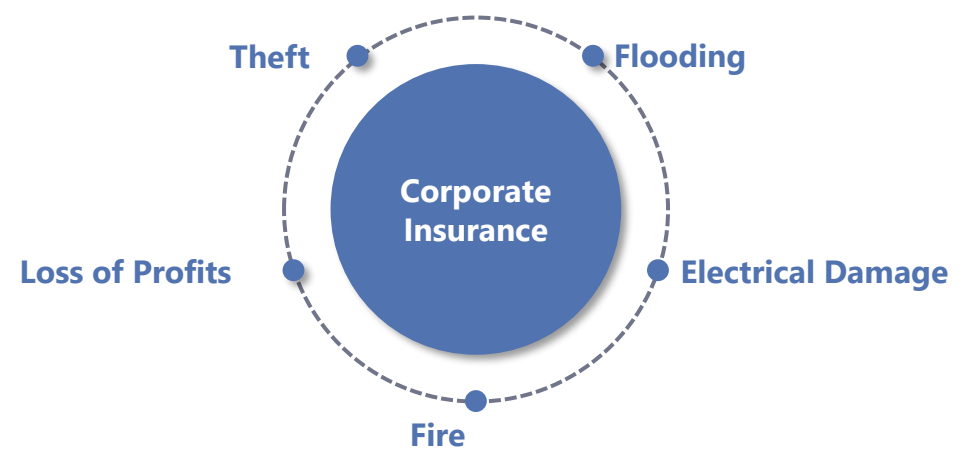 Theft
Flooding
Corporate
Insurance
Loss of Profits
Electrical Damage
Fire